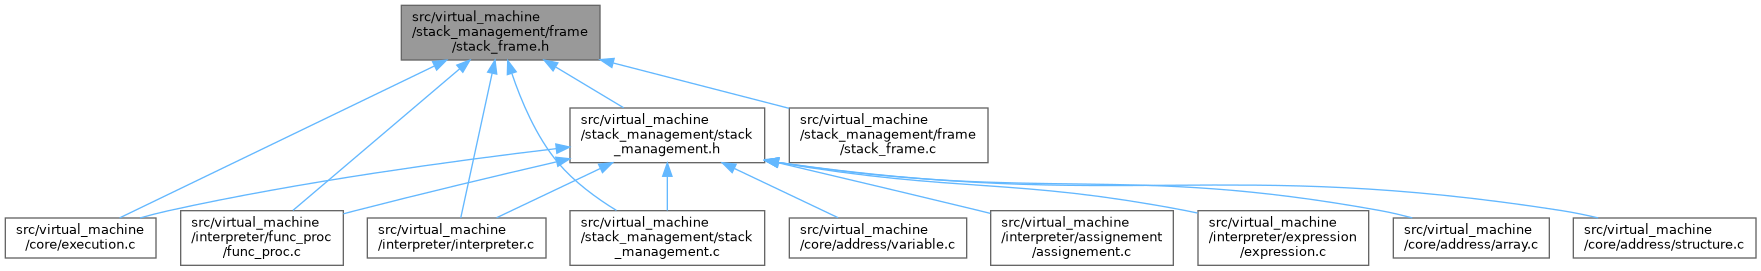 src/virtual_machine
/stack_management/frame
/stack_frame.h
src/virtual_machine
/stack_management/stack
_management.h
src/virtual_machine
/stack_management/frame
/stack_frame.c
src/virtual_machine
/core/execution.c
src/virtual_machine
/interpreter/func_proc
/func_proc.c
src/virtual_machine
/interpreter/interpreter.c
src/virtual_machine
/stack_management/stack
_management.c
src/virtual_machine
/core/address/variable.c
src/virtual_machine
/interpreter/assignement
/assignement.c
src/virtual_machine
/interpreter/expression
/expression.c
src/virtual_machine
/core/address/array.c
src/virtual_machine
/core/address/structure.c